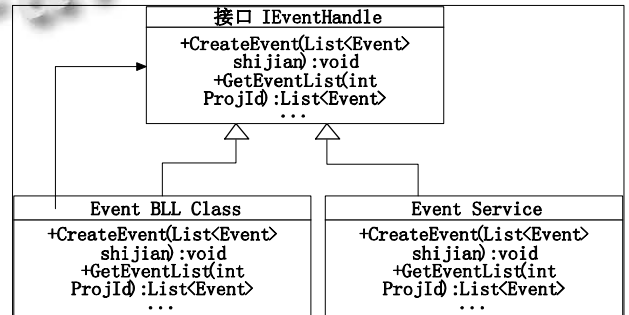 接口 IEventHandle
+CreateEvent(List<Event>
shijian):void
+GetEventList(int
ProjId):List<Event>
...
Event BLL Class
+CreateEvent(List<Event>
shijian):void
+GetEventList(int
ProjId):List<Event>
...
Event Service
+CreateEvent(List<Event>
shijian):void
+GetEventList(int
ProjId):List<Event>
...